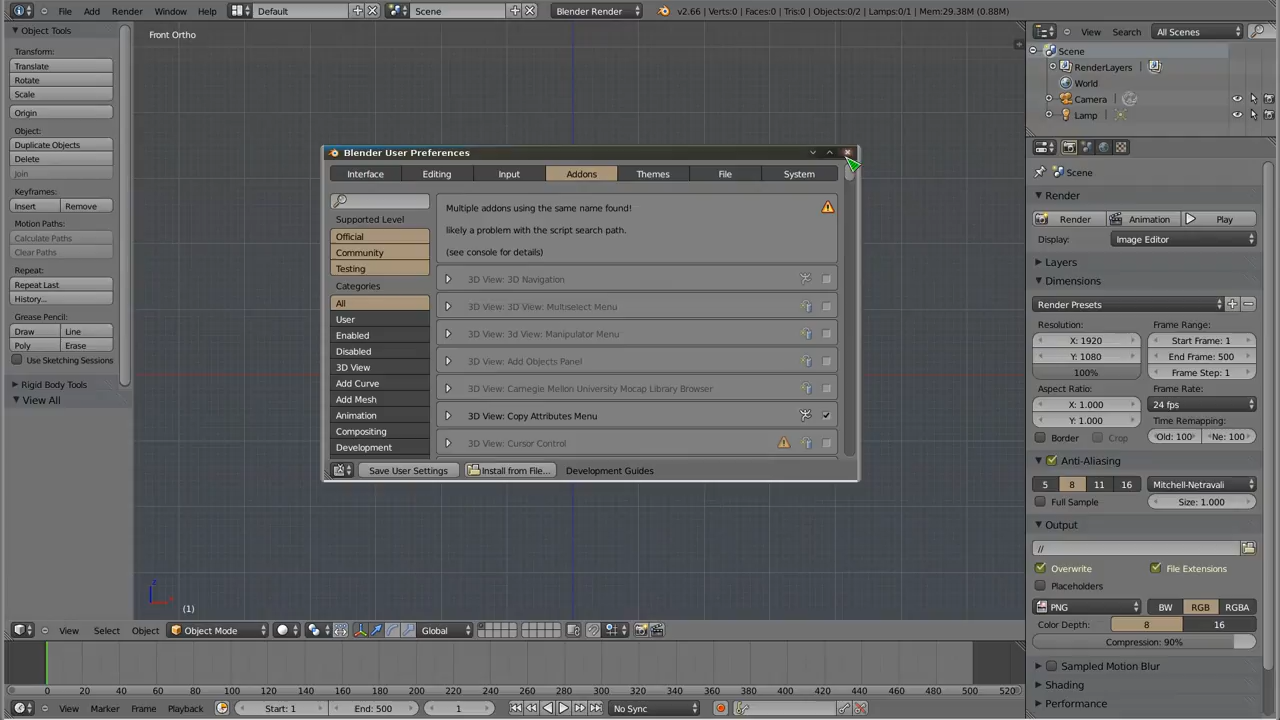 File Add Render Window Help Default Scene Blender Render v2.66 | Verts:0 | Faces:0 | Tris:0 | Objects:0/2 | Lamps:0/1 | Mem:29.38M (0.88M)
Object Tools
Transform:
Translate
Rotate
Scale
Origin
Object:
Duplicate Objects
Delete
Join
Keyframes:
Insert Remove
Motion Paths:
Calculate Paths
Clear Paths
Repeat:
Repeat Last
History...
Grease Pencil:
Draw Line
Poly Erase
Use Sketching Sessions
Rigid Body Tools
View All
Front Ortho
Blender User Preferences
Interface Editing Input Addons Themes File System
Supported Level
Official
Community
Testing
Categories
All
User
Enabled
Disabled
3D View
Add Curve
Add Mesh
Animation
Compositing
Development
Multiple addons using the same name found!
likely a problem with the script search path.
(see console for details)
3D View: 3D Navigation
3D View: 3D View: Multiselect Menu
3D View: 3d View: Manipulator Menu
3D View: Add Objects Panel
3D View: Carnegie Mellon University Mocap Library Browser
3D View: Copy Attributes Menu
3D View: Cursor Control
Save User Settings Install from File... Development Guides
z
(1)
View Select Object Object Mode Global
0 20 40 60 80 100 120 140 160 180 200 220 240 260 280 300 320 340 360 380 400 420 440 460 480 500 520
View Marker Frame Playback Start: 1 End: 500 1 No Sync
View Search All Scenes
Scene
RenderLayers
World
Camera
Lamp
Scene
Render
Render Animation Play
Display: Image Editor
Layers
Dimensions
Render Presets
Resolution: Frame Range:
X: 1920 Start Frame: 1
Y: 1080 End Frame: 500
100% Frame Step: 1
Aspect Ratio: Frame Rate:
X: 1.000 24 fps
Y: 1.000 Time Remapping:
Border Crop Old: 100 Ne: 100
Anti-Aliasing
5 8 11 16 Mitchell-Netravali
Full Sample Size: 1.000
Output
//
Overwrite File Extensions
Placeholders
PNG BW RGB RGBA
Color Depth: 8 16
Compression: 90%
Sampled Motion Blur
Shading
Performance